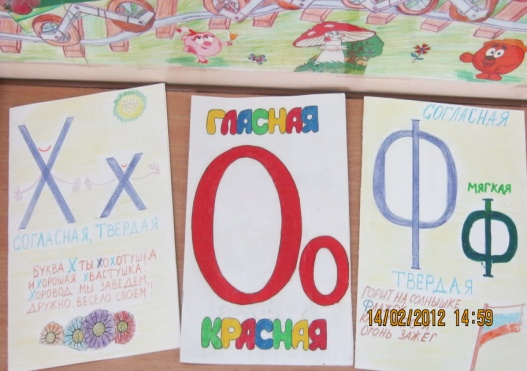 Х х
СОГЛАСНАЯ, ТВЕРДАЯ
БУКВА Х ТЫ ХОХОТУШКА
И ХОРОШАЯ ХВАСТУШКА
ХОРОВОД МЫ ЗАВЕДЕМ,
ДРУЖНО, ВЕСЕЛО СПОЕМ
ГЛАСНАЯ
О о
КРАСНАЯ
СОГЛАСНАЯ
Ф
МЯГКАЯ
Ф
ТВЕРДАЯ
ГОРИТ НА СОЛНЫШКЕ
ФЛАЖОК
ОГОНЬ ЗАЖЕГ
14/02/2012 14:59